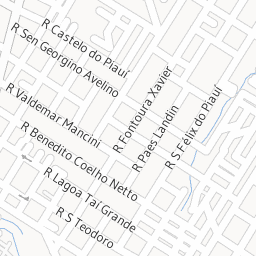 R Castelo do Piauí
R Sen Georgino Avelino
R Valdemar Mancini
R Benedito Coelho Netto
R Fontoura Xavier
R Paes Landin
R S Félix do Piauí
R Lagoa Taí Grande
R S Teodoro